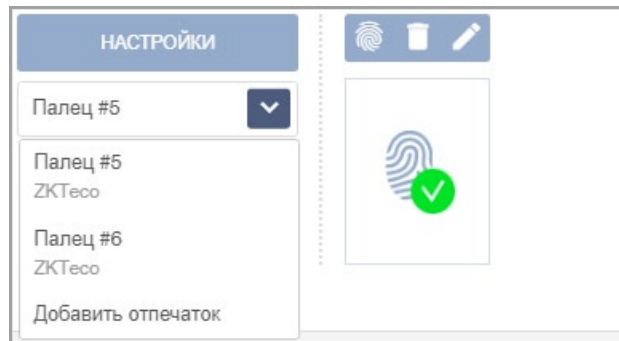 НАСТРОЙКИ
Палец #5
Палец #5
ZKTeco
Палец #6
ZKTeco
Добавить отпечаток